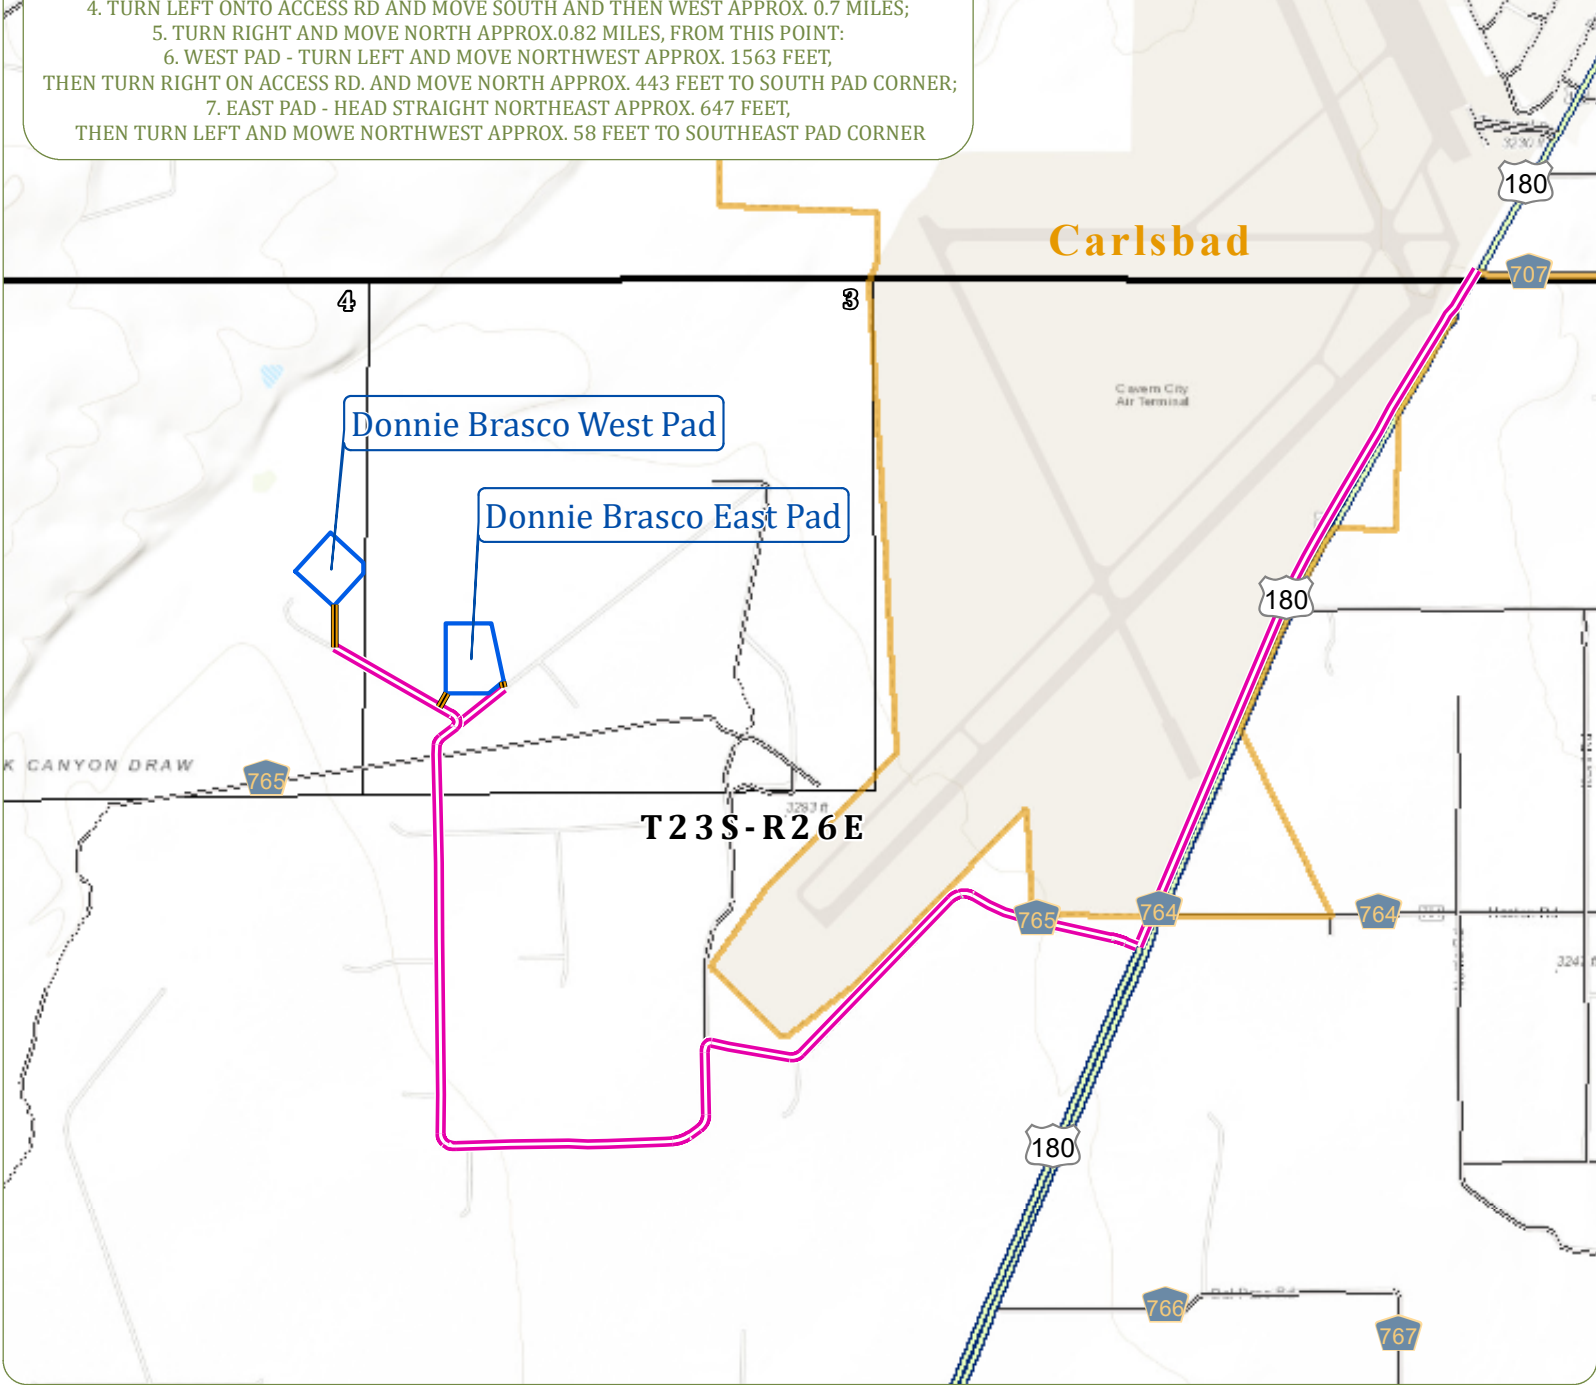 4. TURN LEFT ONTO ACCESS RD AND MOVE SOUTH AND THEN WEST APPROX. 0.7 MILES;
5. TURN RIGHT AND MOVE NORTH APPROX.0.82 MILES, FROM THIS POINT:
6. WEST PAD - TURN LEFT AND MOVE NORTHWEST APPROX. 1563 FEET,
THEN TURN RIGHT ON ACCESS RD. AND MOVE NORTH APPROX. 443 FEET TO SOUTH PAD CORNER;
7. EAST PAD - HEAD STRAIGHT NORTHEAST APPROX. 647 FEET,
THEN TURN LEFT AND MOWE NORTHWEST APPROX. 58 FEET TO SOUTHEAST PAD CORNER
3230 ft
180
Carlsbad
707
4
3
Cavern City
Air Terminal
Donnie Brasco West Pad
Donnie Brasco East Pad
180
K CANYON DRAW
765
3293 ft
T23S-R26E
765
764
764
180
766
767